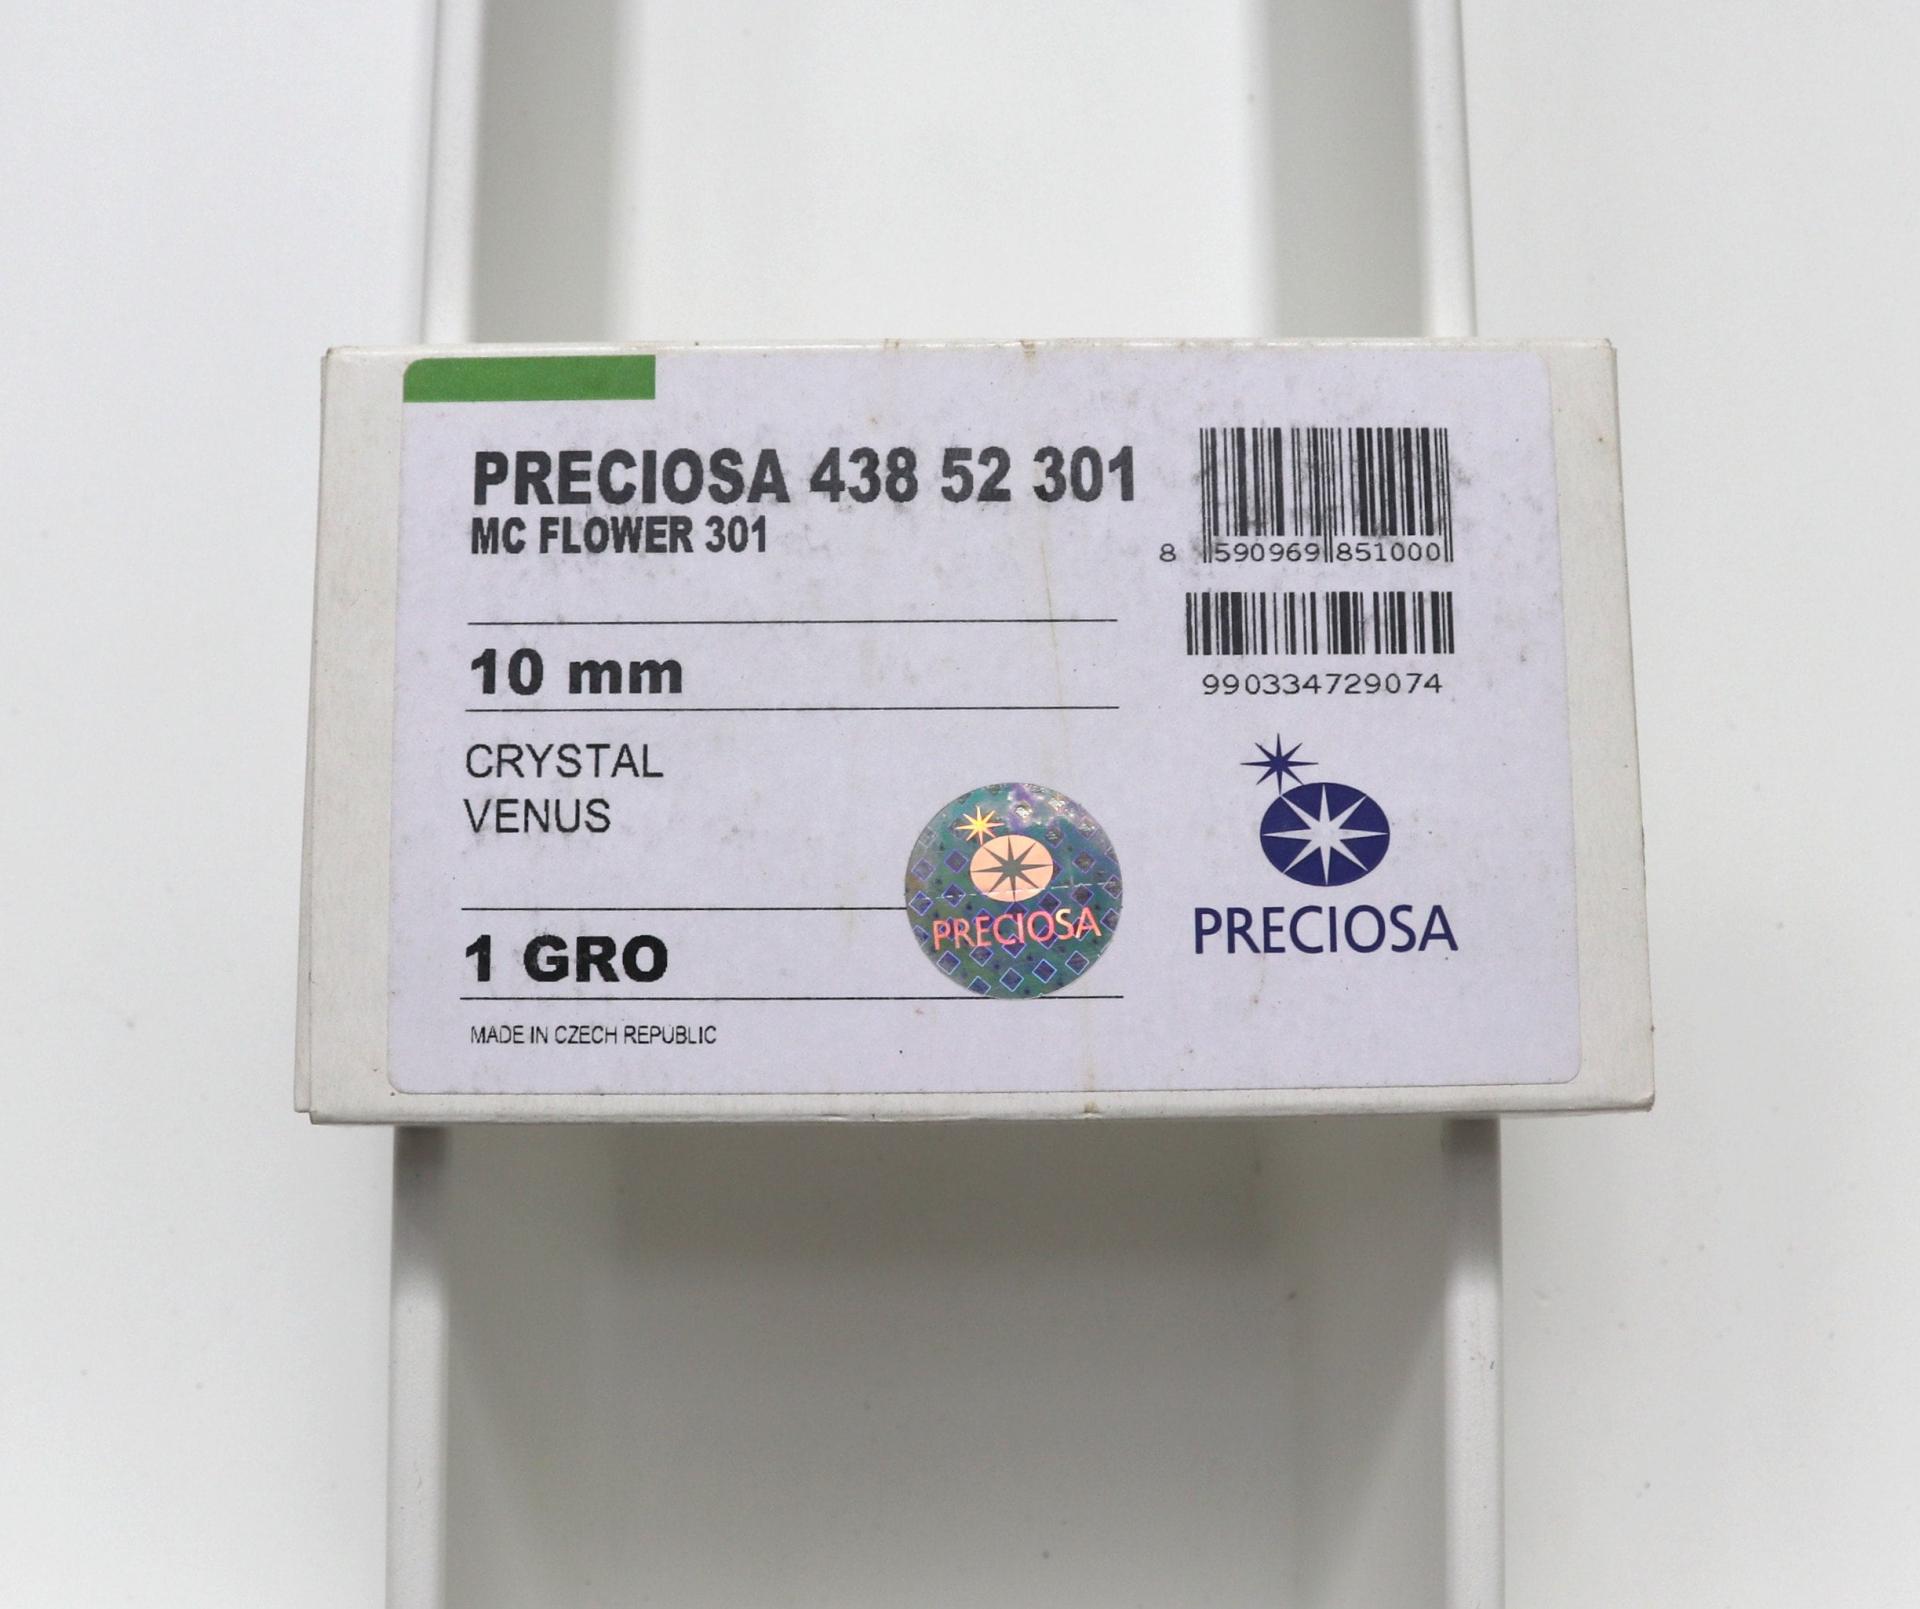 PRECIOSA 438 52 301
MC FLOWER 301
8 590969 851000
10 mm
990334729074
CRYSTAL
VENUS
PRECIOSA
PRECIOSA
1 GRO
MADE IN CZECH REPUBLIC